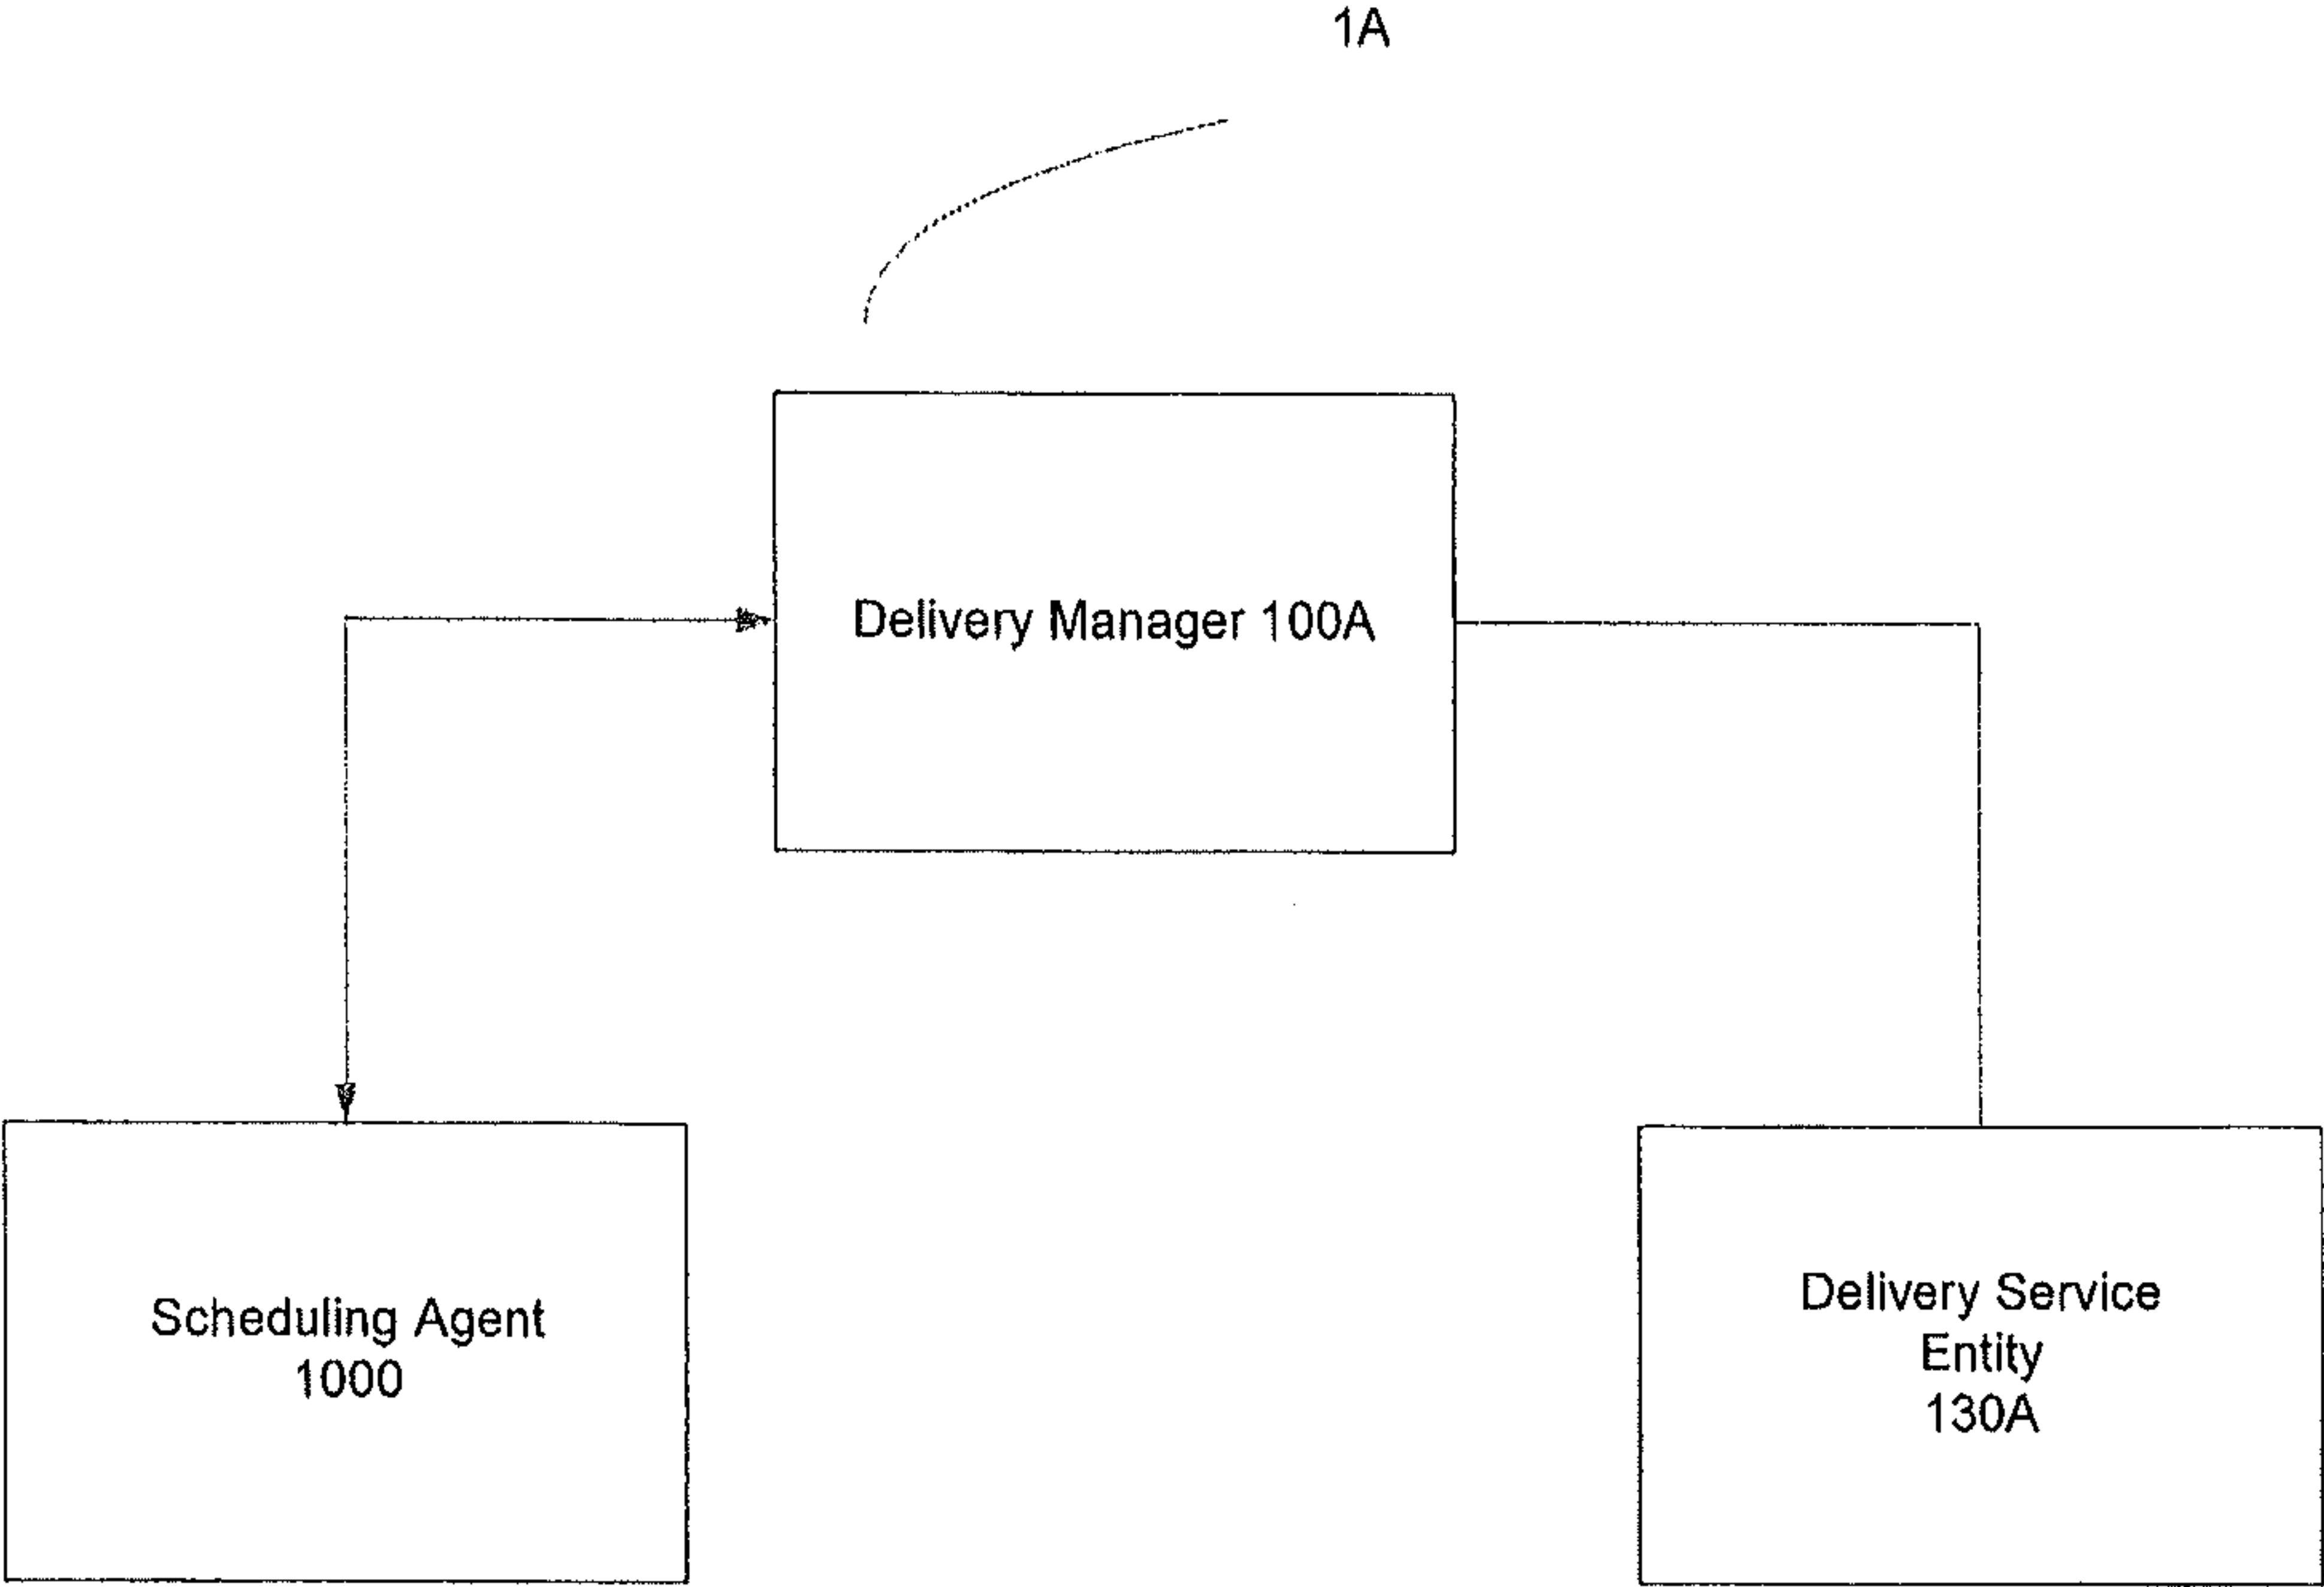 1A
Delivery Manager 100A
Scheduling Agent
1000
Delivery Service
Entity
130A